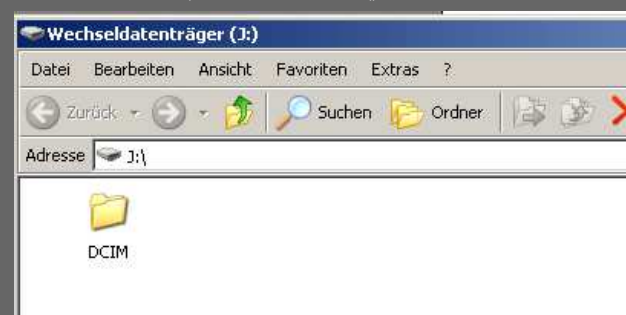 Wechseldatenträger (J:)
Datei Bearbeiten Ansicht Favoriten Extras ?
Zurück Suchen Ordner
Adresse J:\
DCIM